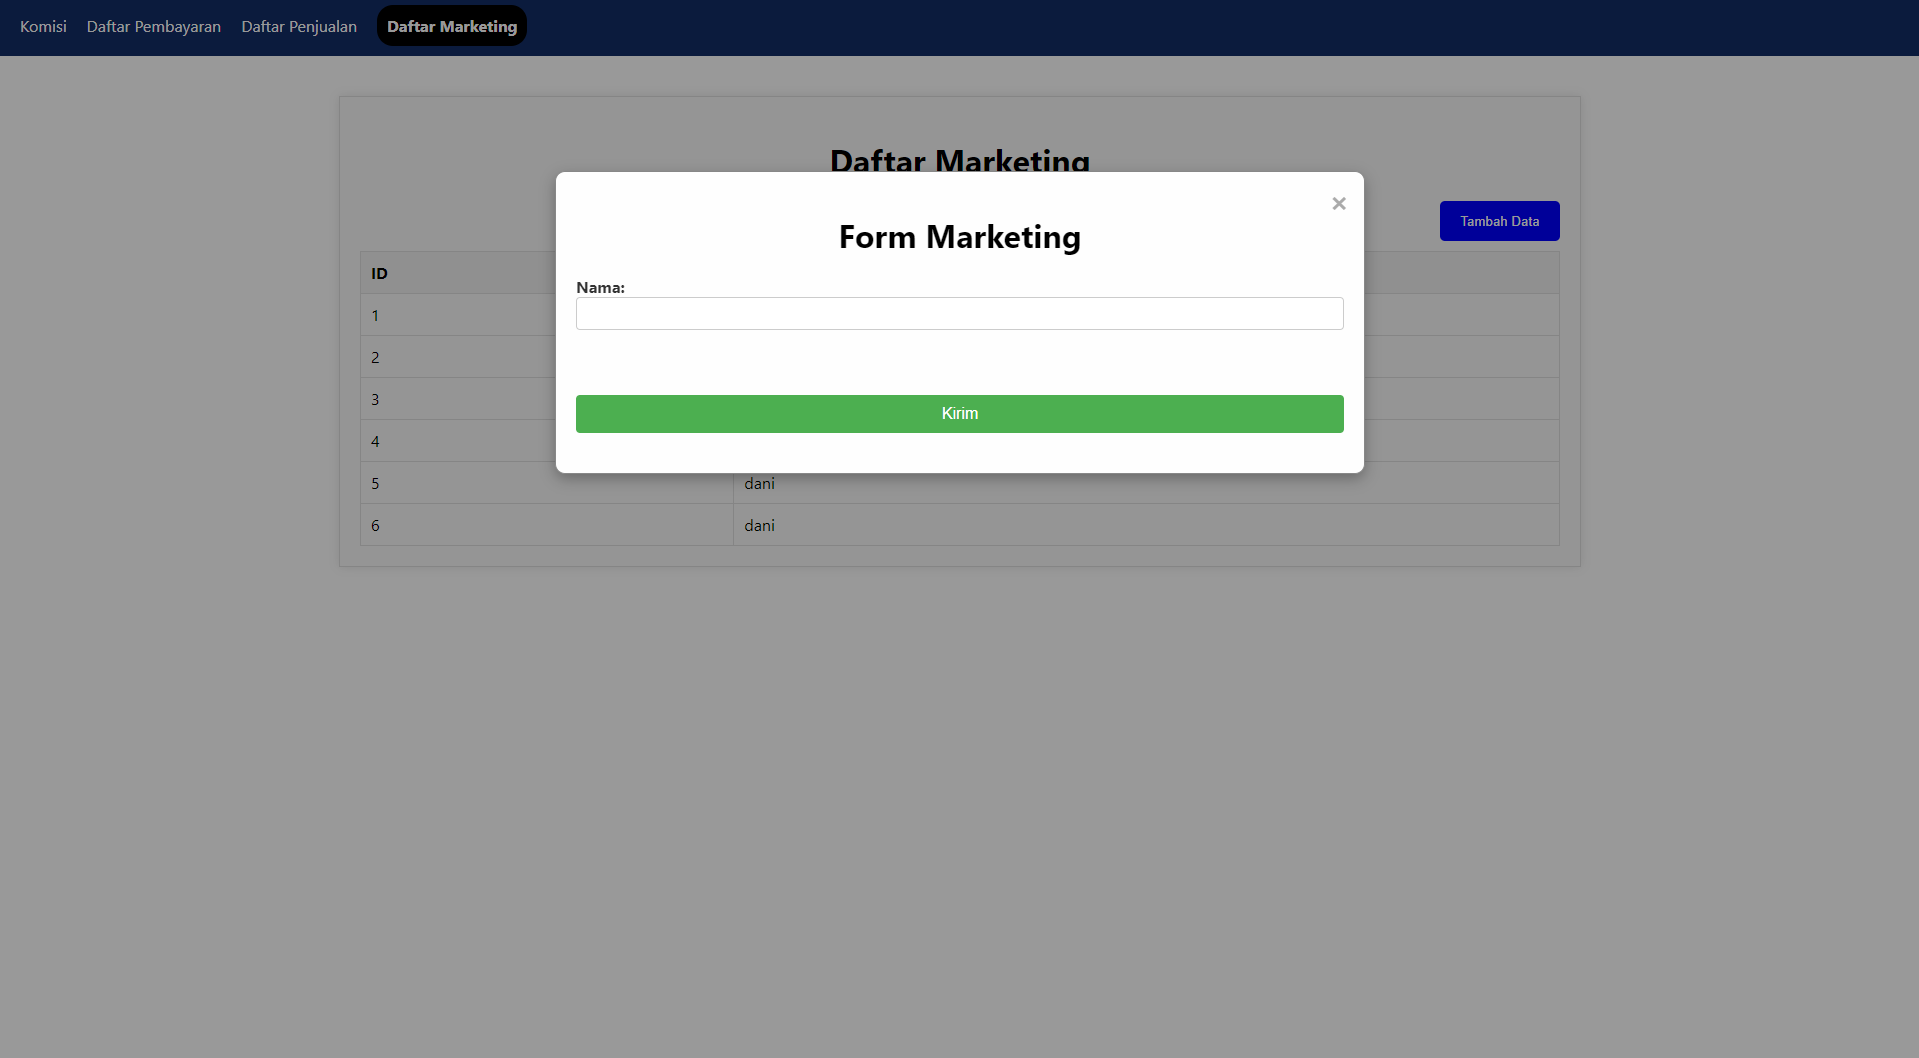 Komisi Daftar Pembayaran Daftar Penjualan Daftar Marketing
Daftar Marketing
Tambah Data
×
Form Marketing
Nama:
Kirim
ID
1
2
3
4
5 dani
6 dani